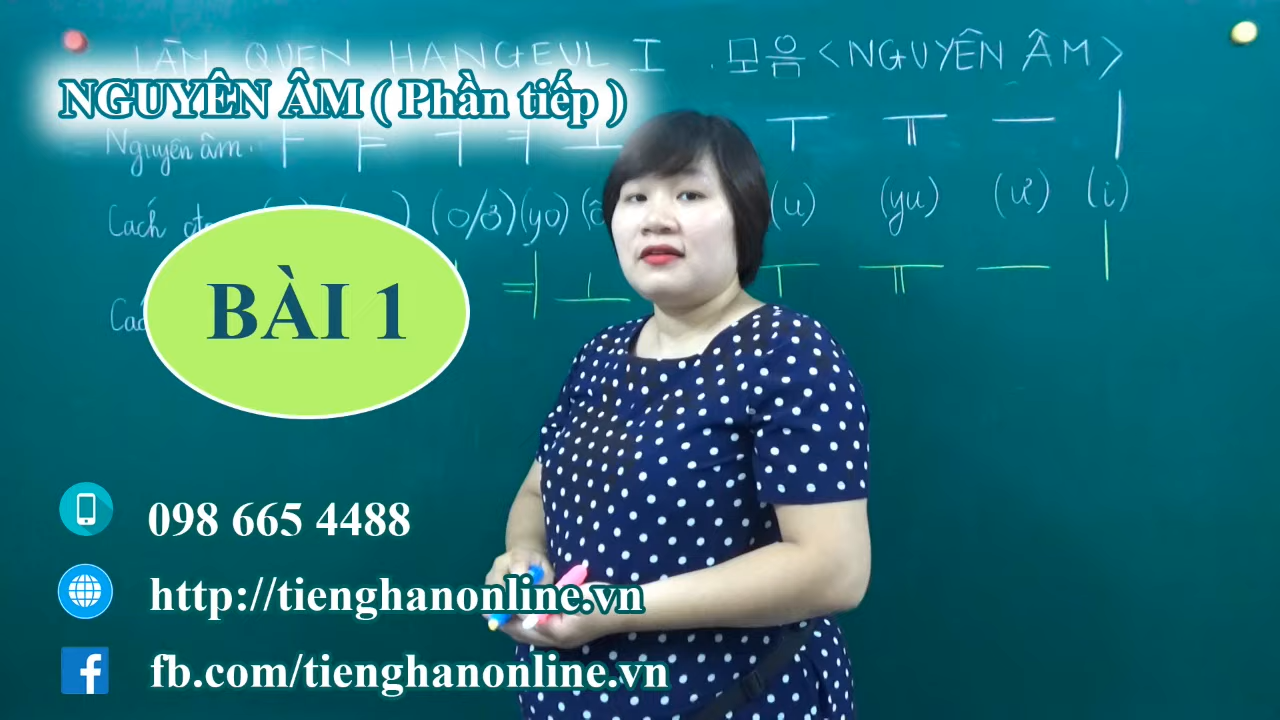 LÀM QUEN HANGEUL I . 모음 <NGUYÊN ÂM>
NGUYÊN ÂM ( Phần tiếp )
Nguyên âm. ㅏ ㅑ ㅓ ㅕ ㅗ ㅜ ㅠ ㅡ ㅣ
Cách (o/ơ) (yo) (u) (yu) (ư) (i)
ㅕ ㅗ ㅜ ㅠ ㅡ ㅣ
BÀI 1
098 665 4488
http://tienghanonline.vn
fb.com/tienghanonline.vn